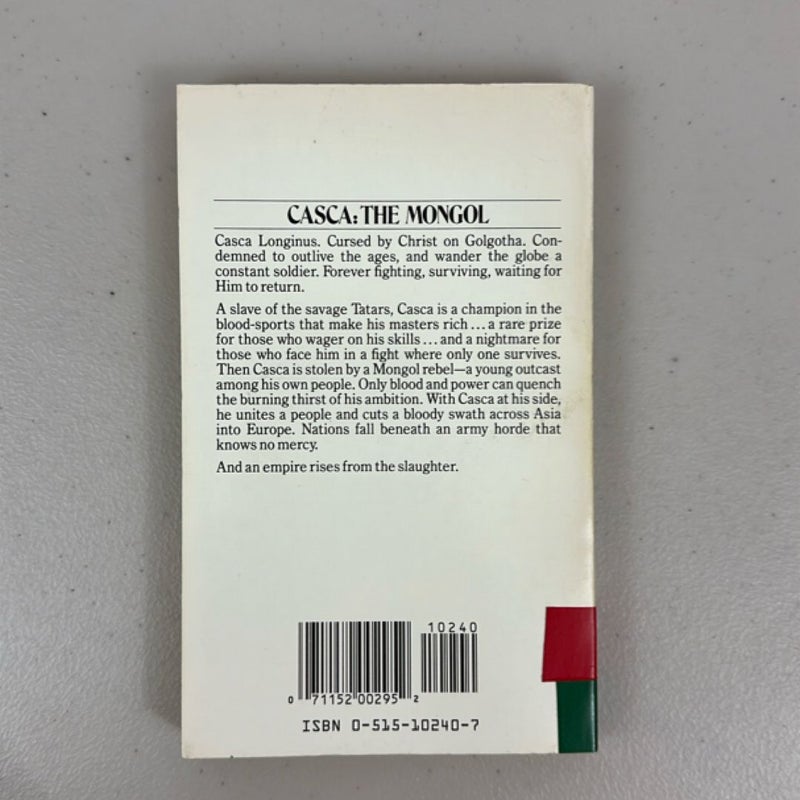 CASCA: THE MONGOL
Casca Longinus. Cursed by Christ on Golgotha. Con-
demned to outlive the ages, and wander the globe a
constant soldier. Forever fighting, surviving, waiting for
Him to return.
A slave of the savage Tatars, Casca is a champion in the
blood-sports that make his masters rich...a rare prize
for those who wager on his skills...and a nightmare for
those who face him in a fight where only one survives.
Then Casca is stolen by a Mongol rebel—a young outcast
among his own people. Only blood and power can quench
the burning thirst of his ambition. With Casca at his side,
he unites a people and cuts a bloody swath across Asia
into Europe. Nations fall beneath an army horde that
knows no mercy.
And an empire rises from the slaughter.
10240
0 71152 00295 2
ISBN 0-515-10240-7